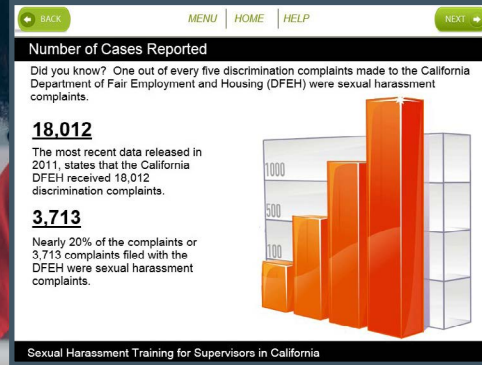 BACK
MENU HOME HELP
NEXT
Number of Cases Reported
Did you know? One out of every five discrimination complaints made to the California
Department of Fair Employment and Housing (DFEH) were sexual harassment
complaints.
18,012
The most recent data released in
2011, states that the California
DFEH received 18,012
discrimination complaints.
3,713
Nearly 20% of the complaints or
3,713 complaints filed with the
DFEH were sexual harassment
complaints.
1000
500
100
Sexual Harassment Training for Supervisors in California